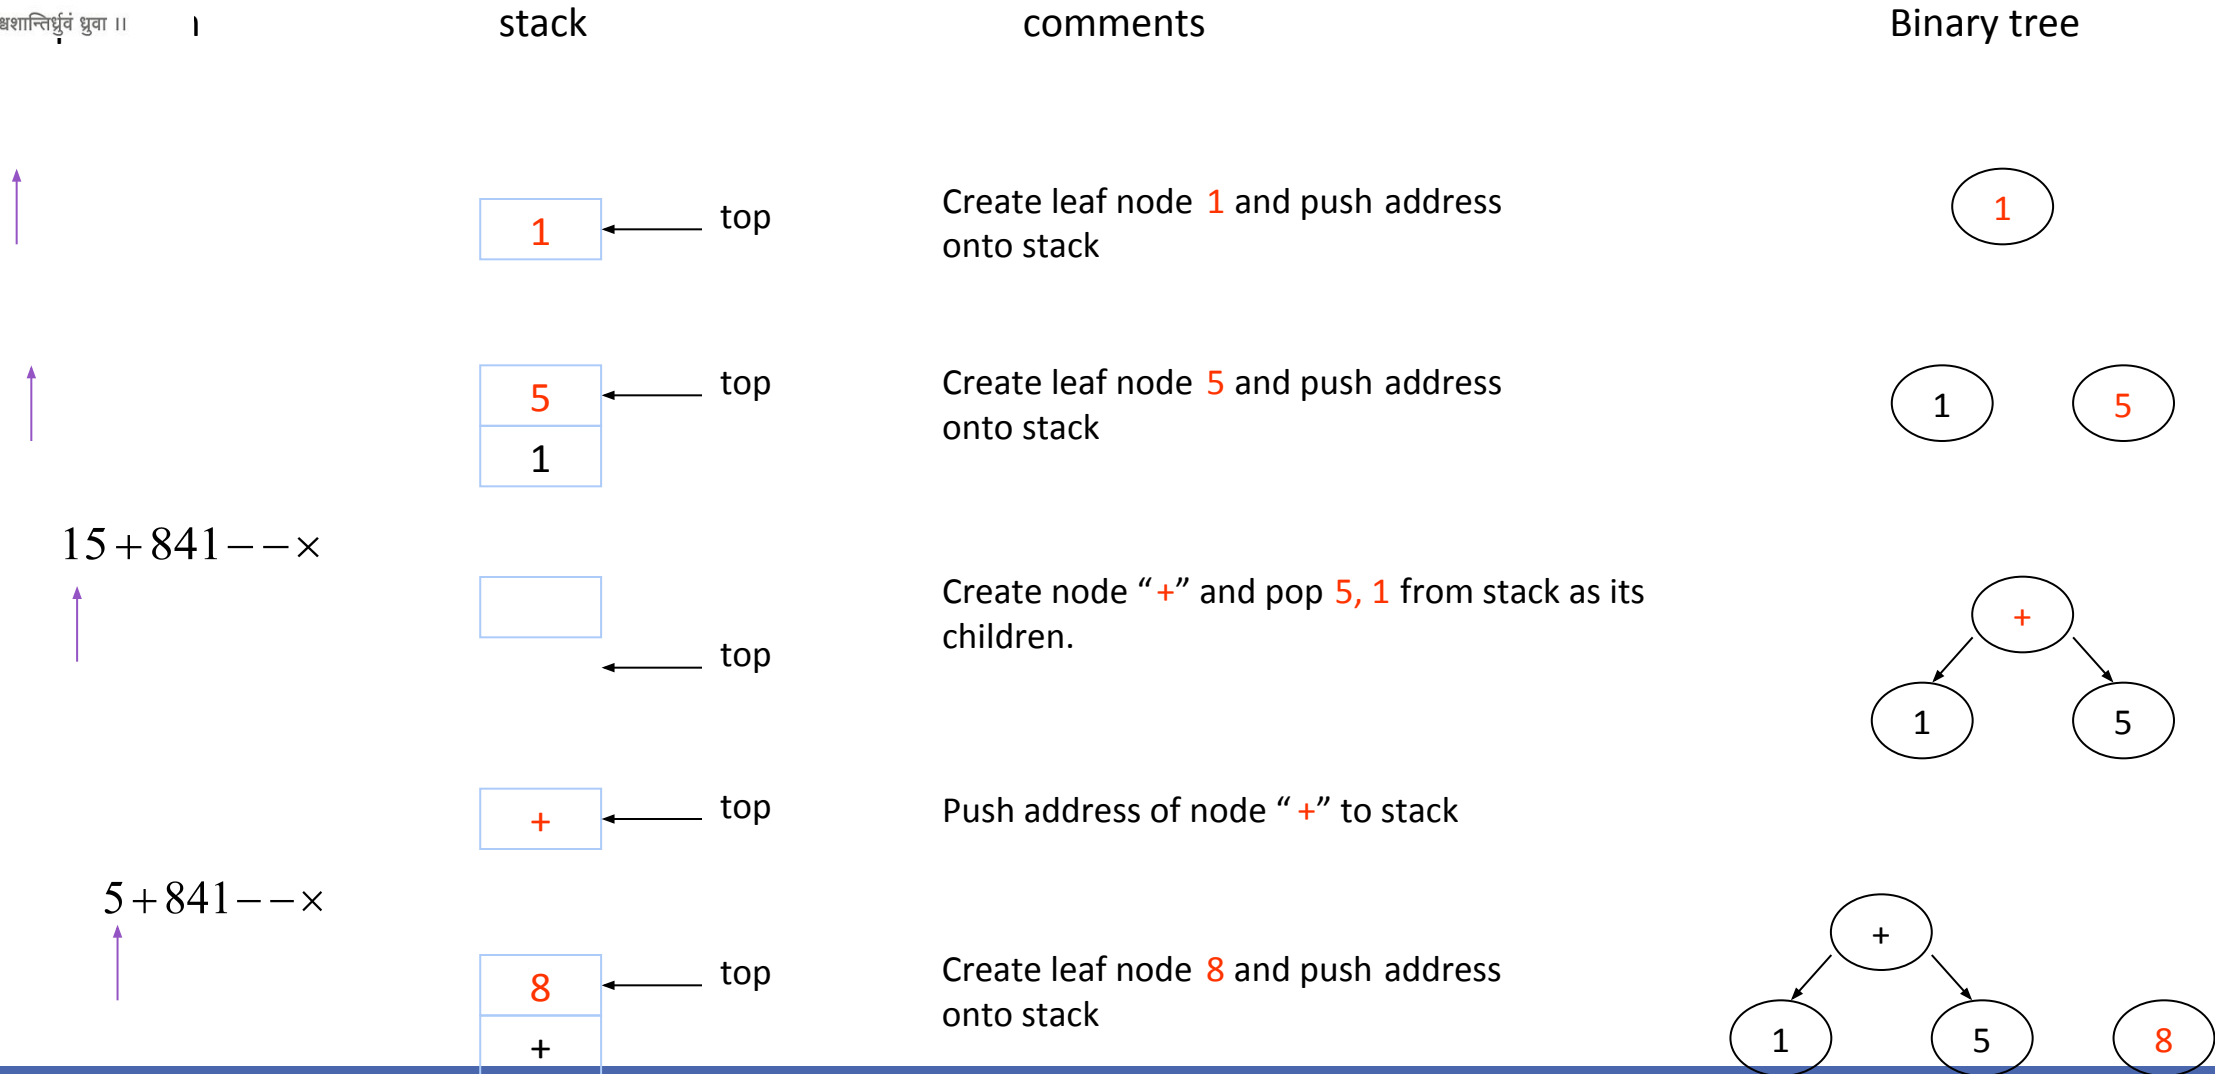 stack comments Binary tree
1 top Create leaf node 1 and push address
onto stack
1
5 top Create leaf node 5 and push address
onto stack
1
1 5
15+841−−×
Create node “+” and pop 5, 1 from stack as its
children.
top
+
1 5
+ top Push address of node “+” to stack
5+841−−×
8 top Create leaf node 8 and push address
onto stack
+
+
1 5 8